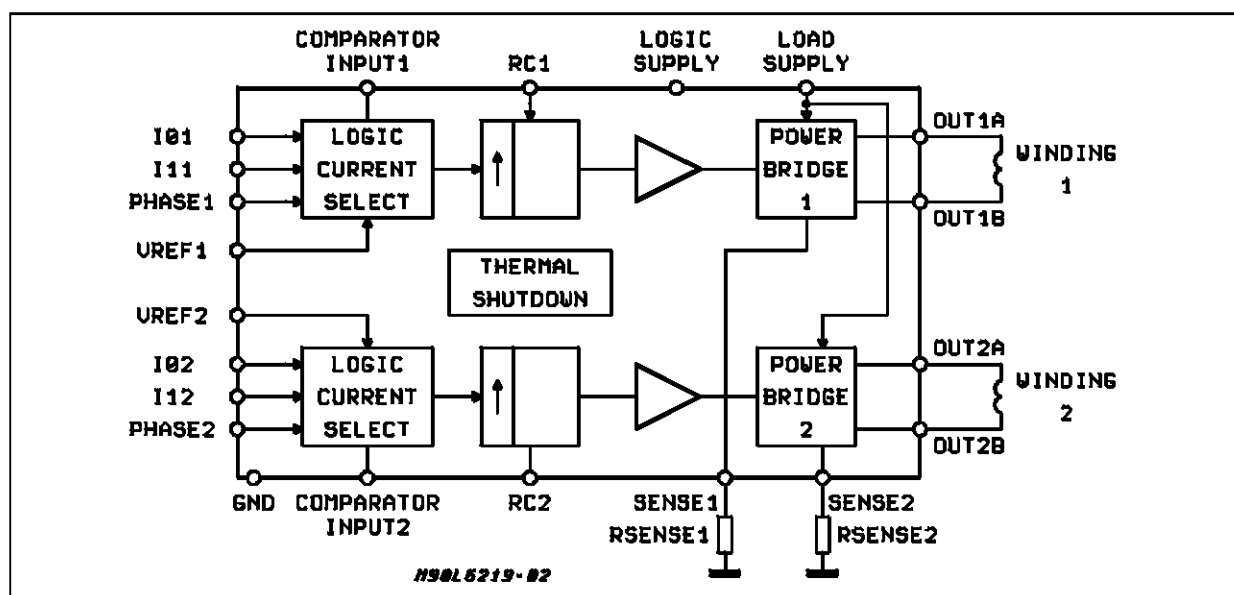 COMPARATOR
INPUT1
RC1
LOGIC
SUPPLY
LOAD
SUPPLY
I01
I11
PHASE1
VREF1
LOGIC
CURRENT
SELECT
POWER
BRIDGE
1
OUT1A
OUT1B
WINDING
1
THERMAL
SHUTDOWN
VREF2
I02
I12
PHASE2
LOGIC
CURRENT
SELECT
POWER
BRIDGE
2
OUT2A
OUT2B
WINDING
2
GND
COMPARATOR
INPUT2
RC2
SENSE1
RSENSE1
SENSE2
RSENSE2
M90L6219-02